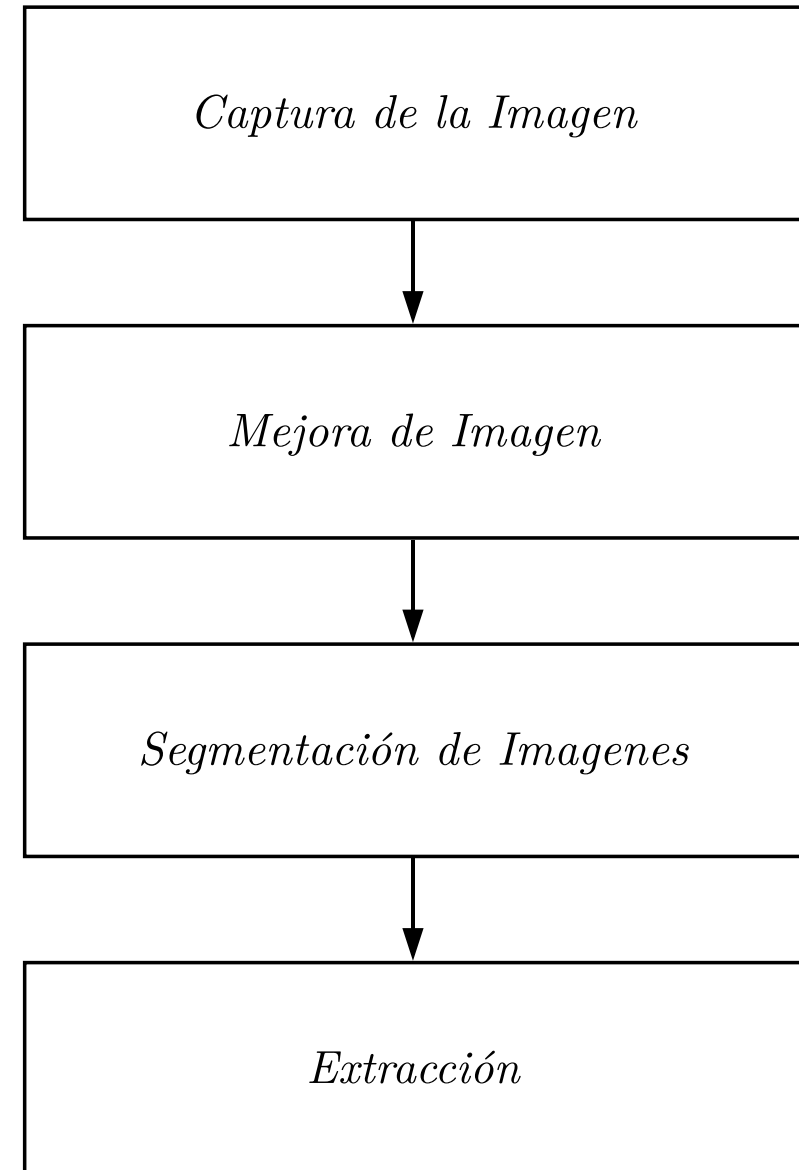 Captura de la Imagen
Mejora de Imagen
Segmentación de Imagenes
Extracción